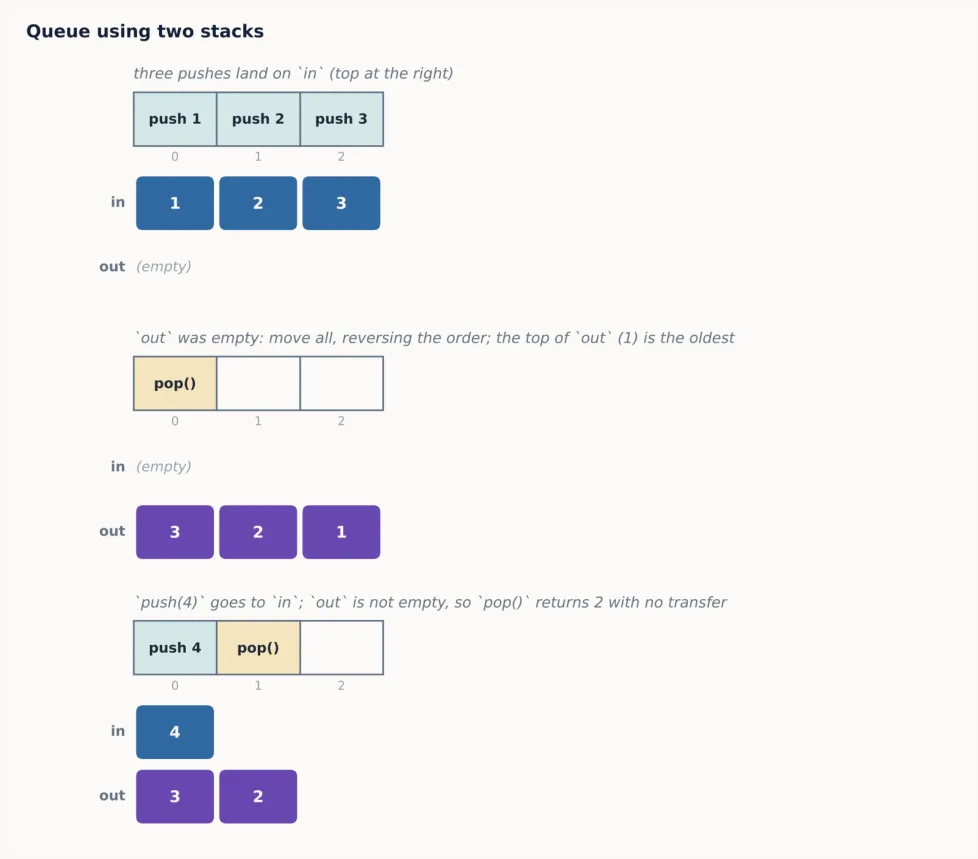 Queue using two stacks
three pushes land on `in` (top at the right)
push 1 push 2 push 3
0 1 2
in 1 2 3
out (empty)
`out` was empty: move all, reversing the order; the top of `out` (1) is the oldest
pop()
0 1 2
in (empty)
out 3 2 1
`push(4)` goes to `in`; `out` is not empty, so `pop()` returns 2 with no transfer
push 4 pop()
0 1 2
in 4
out 3 2